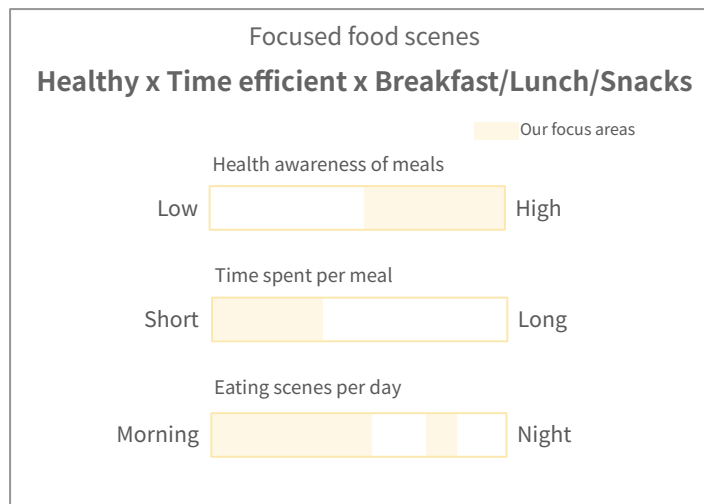 Focused food scenes
Healthy x Time efficient x Breakfast/Lunch/Snacks
Our focus areas
Health awareness of meals
Low High
Time spent per meal
Short Long
Eating scenes per day
Morning Night